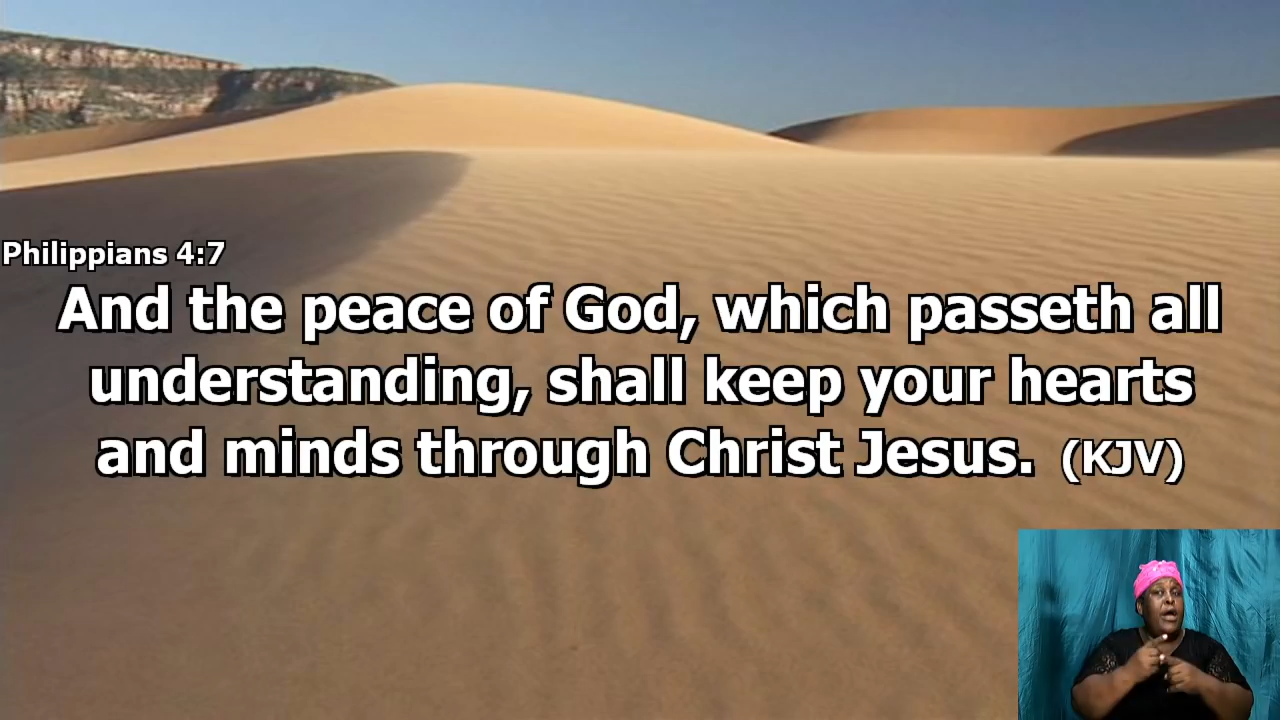 Philippians 4:7
And the peace of God, which passeth all
understanding, shall keep your hearts
and minds through Christ Jesus. (KJV)